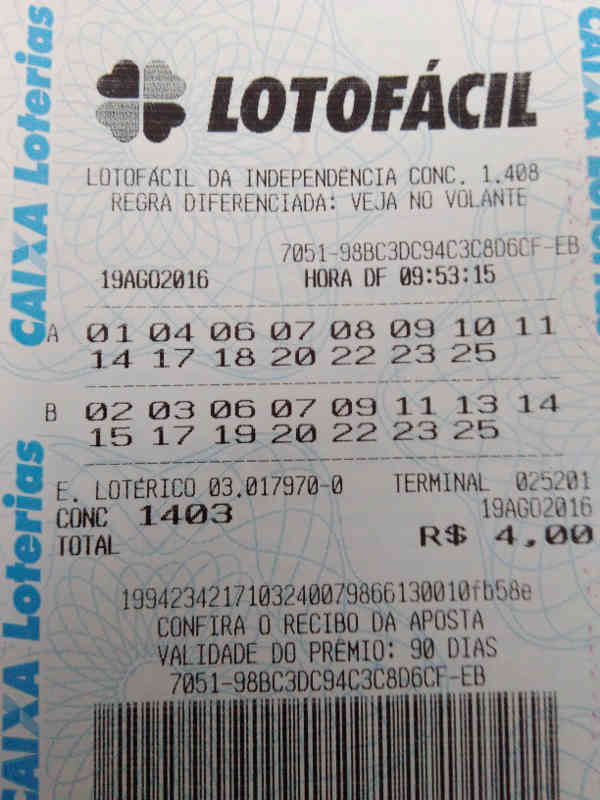 CAIXA Loterias
LOTOFÁCIL
LOTOFÁCIL DA INDEPENDÊNCIA CONC. 1.408
REGRA DIFERENCIADA: VEJA NO VOLANTE
7051-98BC3DC94C3C8D6CF-EB
19AGO2016 HORA DF 09:53:15
A 01 04 06 07 08 09 10 11
14 17 18 20 22 23 25
B 02 03 06 07 09 11 13 14
15 17 19 20 22 23 25
E. LOTÉRICO 03.017970-0 TERMINAL 025201
CONC 1403 19AGO2016
TOTAL R$ 4,00
1994234217103240079866130010fb58e
CONFIRA O RECIBO DA APOSTA
VALIDADE DO PRÊMIO: 90 DIAS
7051-98BC3DC94C3C8D6CF-EB
CAIXA Loterias
CAIXA Loterias